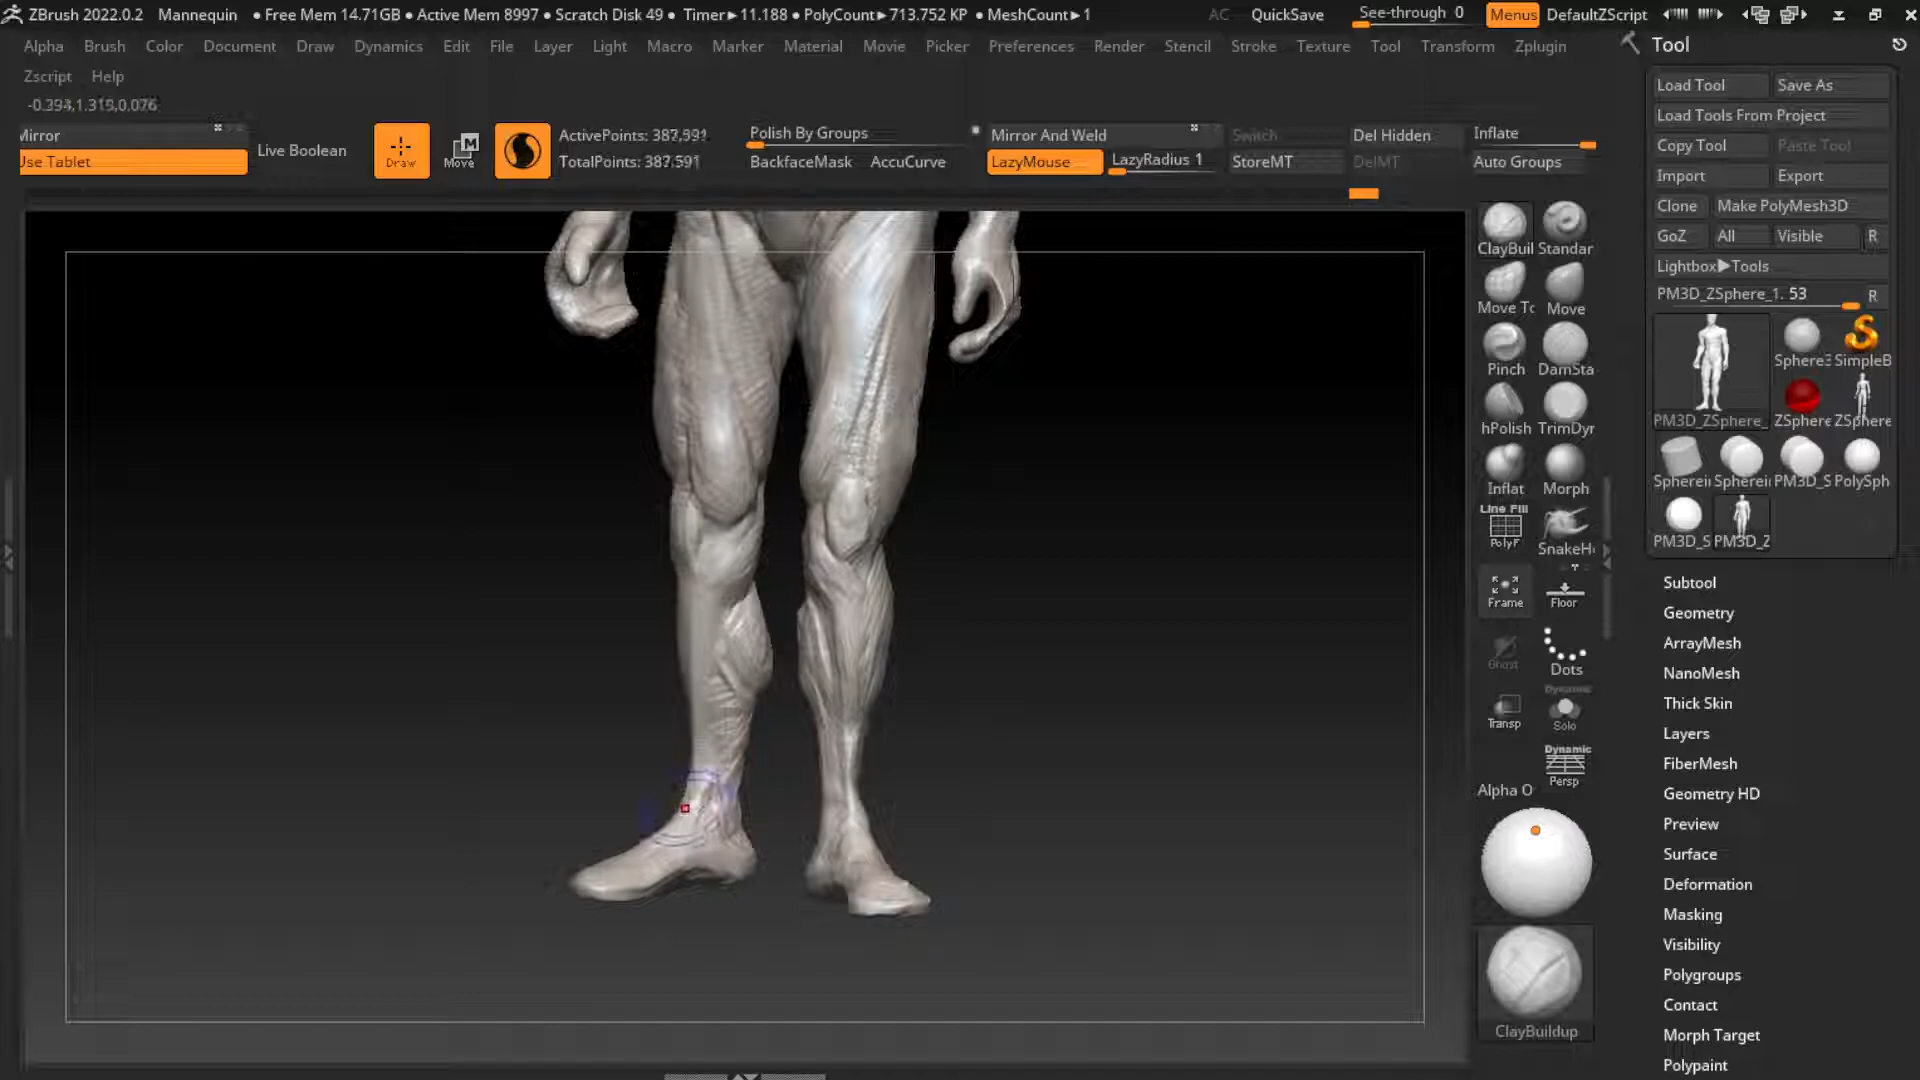 ZBrush 2022.0.2 Mannequin • Free Mem 14.71GB • Active Mem 8997 • Scratch Disk 49 • Timer▸11.188 • PolyCount▸713.752 KP • MeshCount▸1 AC QuickSave See-through 0 Menus DefaultZScript
Alpha Brush Color Document Draw Dynamics Edit File Layer Light Macro Marker Material Movie Picker Preferences Render Stencil Stroke Texture Tool Transform Zplugin
Zscript Help
-0.394,1.319,0.076
Mirror
Use Tablet
Live Boolean
Draw
Move
ActivePoints: 387,591
TotalPoints: 387,591
Polish By Groups
BackfaceMask AccuCurve
Mirror And Weld
LazyMouse LazyRadius 1
Switch
StoreMT
Del Hidden
DelMT
Inflate
Auto Groups
ClayBuil Standar
Move Tc Move
Pinch DamSta
hPolish TrimDyr
Inflat Morph
Line Fill
PolyF
SnakeH
Frame Floor
Ghost Dots
Transp
Dynamic
Solo
Dynamic
Persp
Alpha O
ClayBuildup
Tool
Load Tool Save As
Load Tools From Project
Copy Tool Paste Tool
Import Export
Clone Make PolyMesh3D
GoZ All Visible R
Lightbox▸Tools
PM3D_ZSphere_1. 53 R
Sphere3 SimpleB
PM3D_ZSphere_ ZSphere ZSphere
Spherei Spherei PM3D_S PolySph
PM3D_S PM3D_Z
Subtool
Geometry
ArrayMesh
NanoMesh
Thick Skin
Layers
FiberMesh
Geometry HD
Preview
Surface
Deformation
Masking
Visibility
Polygroups
Contact
Morph Target
Polypaint